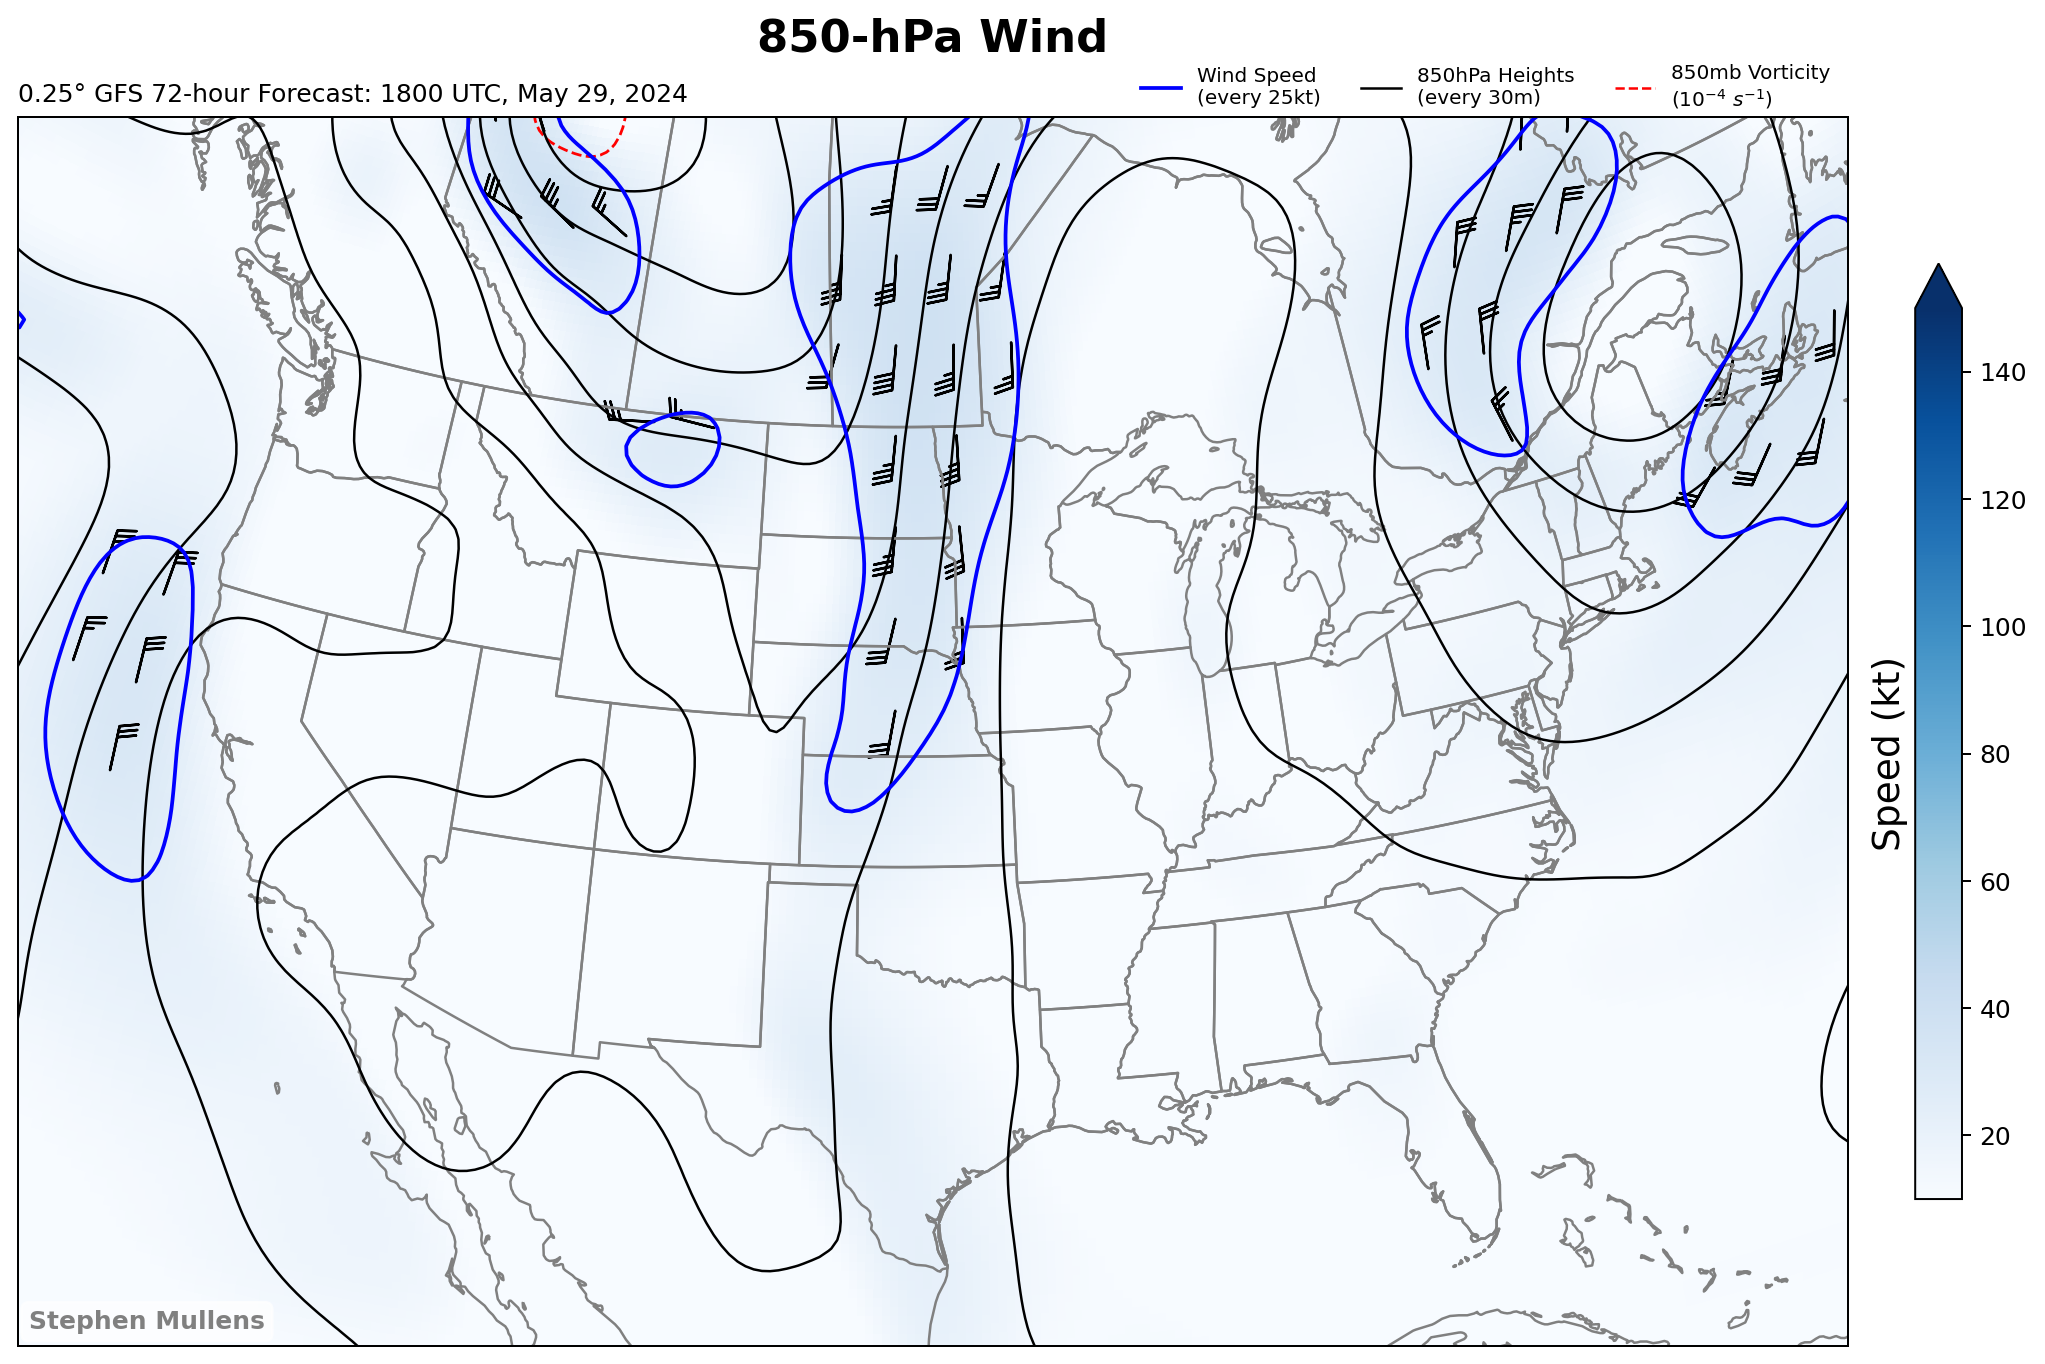 850-hPa Wind
0.25° GFS 72-hour Forecast: 1800 UTC, May 29, 2024
Wind Speed
(every 25kt)
850hPa Heights
(every 30m)
850mb Vorticity
(10⁻⁴ s⁻¹)
140
120
100
80
60
40
20
Speed (kt)
Stephen Mullens